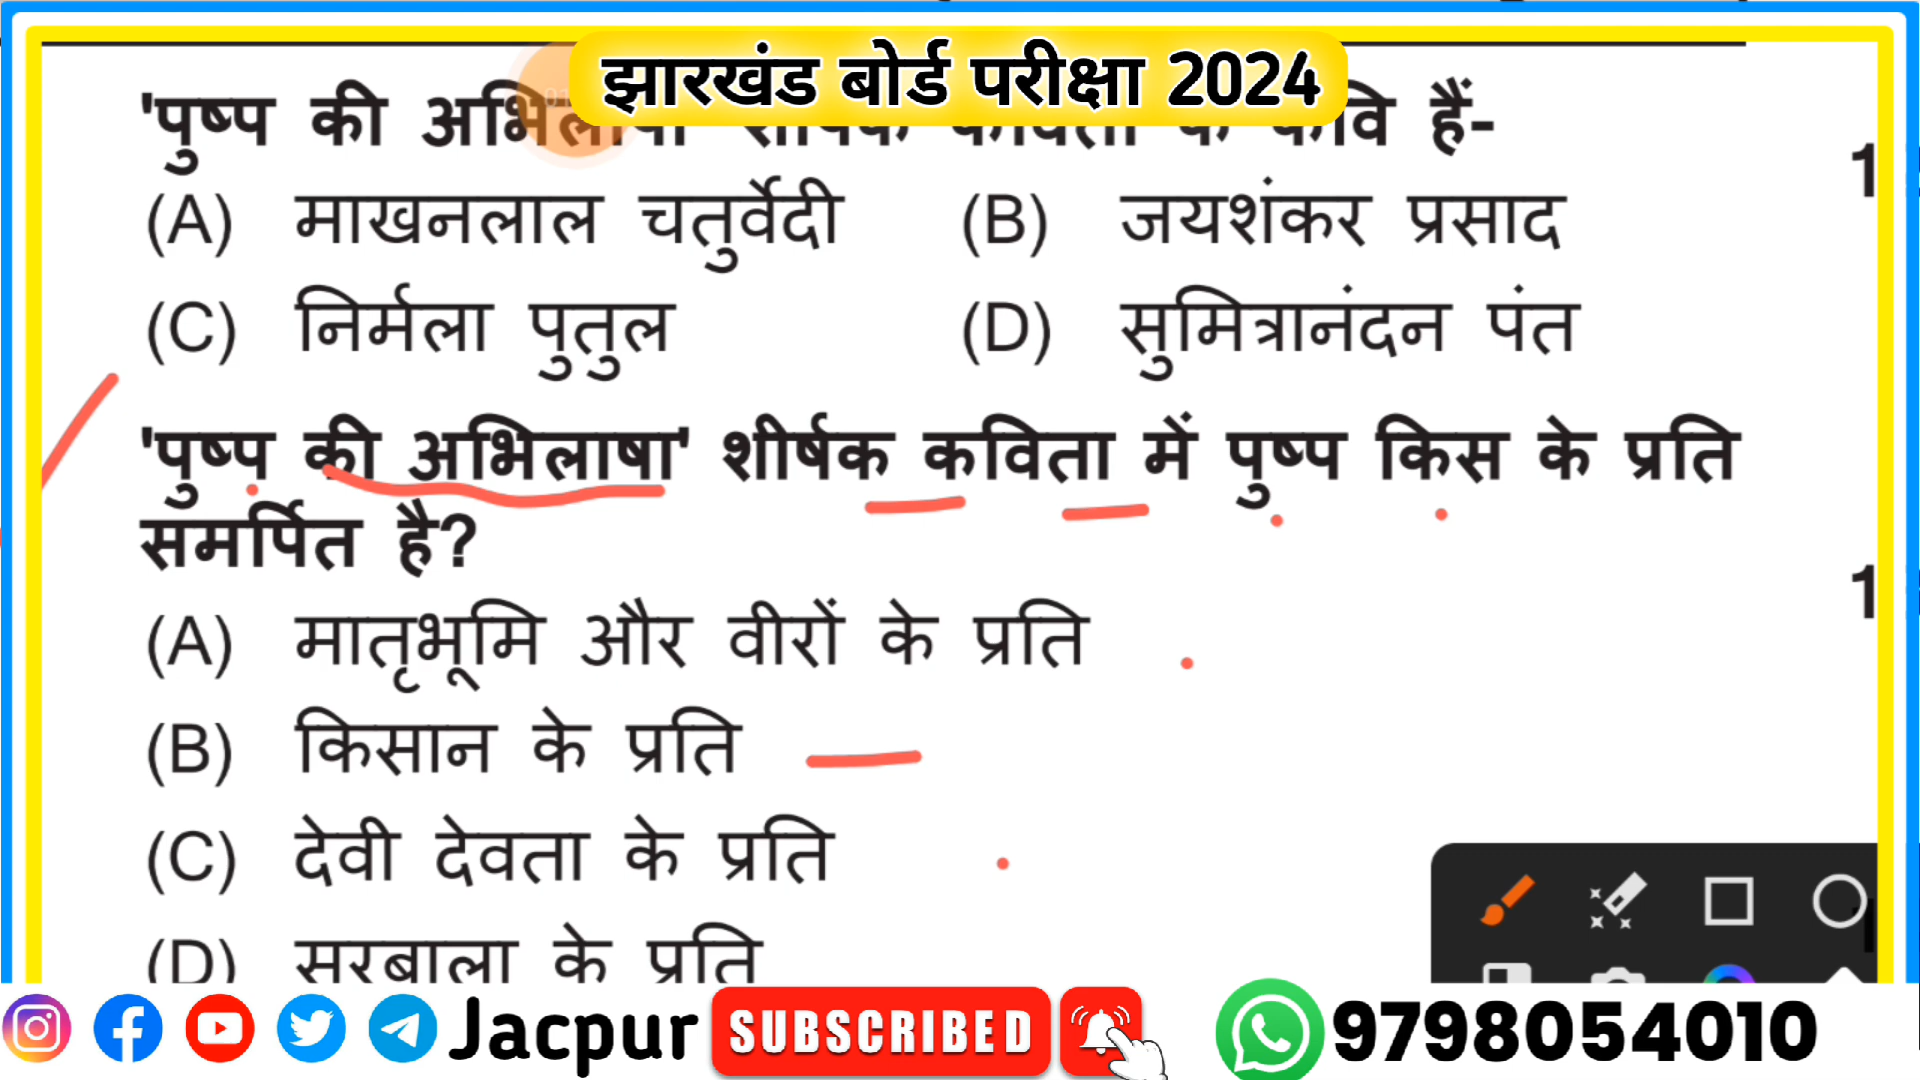 झारखंड बोर्ड परीक्षा 2024
'पुष्प की कवि हैं-
1
(A) माखनलाल चतुर्वेदी (B) जयशंकर प्रसाद
(C) निर्मला पुतुल (D) सुमित्रानंदन पंत
'पुष्प की अभिलाषा' शीर्षक कविता में पुष्प किस के प्रति
समर्पित है?
1
(A) मातृभूमि और वीरों के प्रति
(B) किसान के प्रति
(C) देवी देवता के प्रति
(D) सुरबाला के प्रति
Jacpur SUBSCRIBED 9798054010